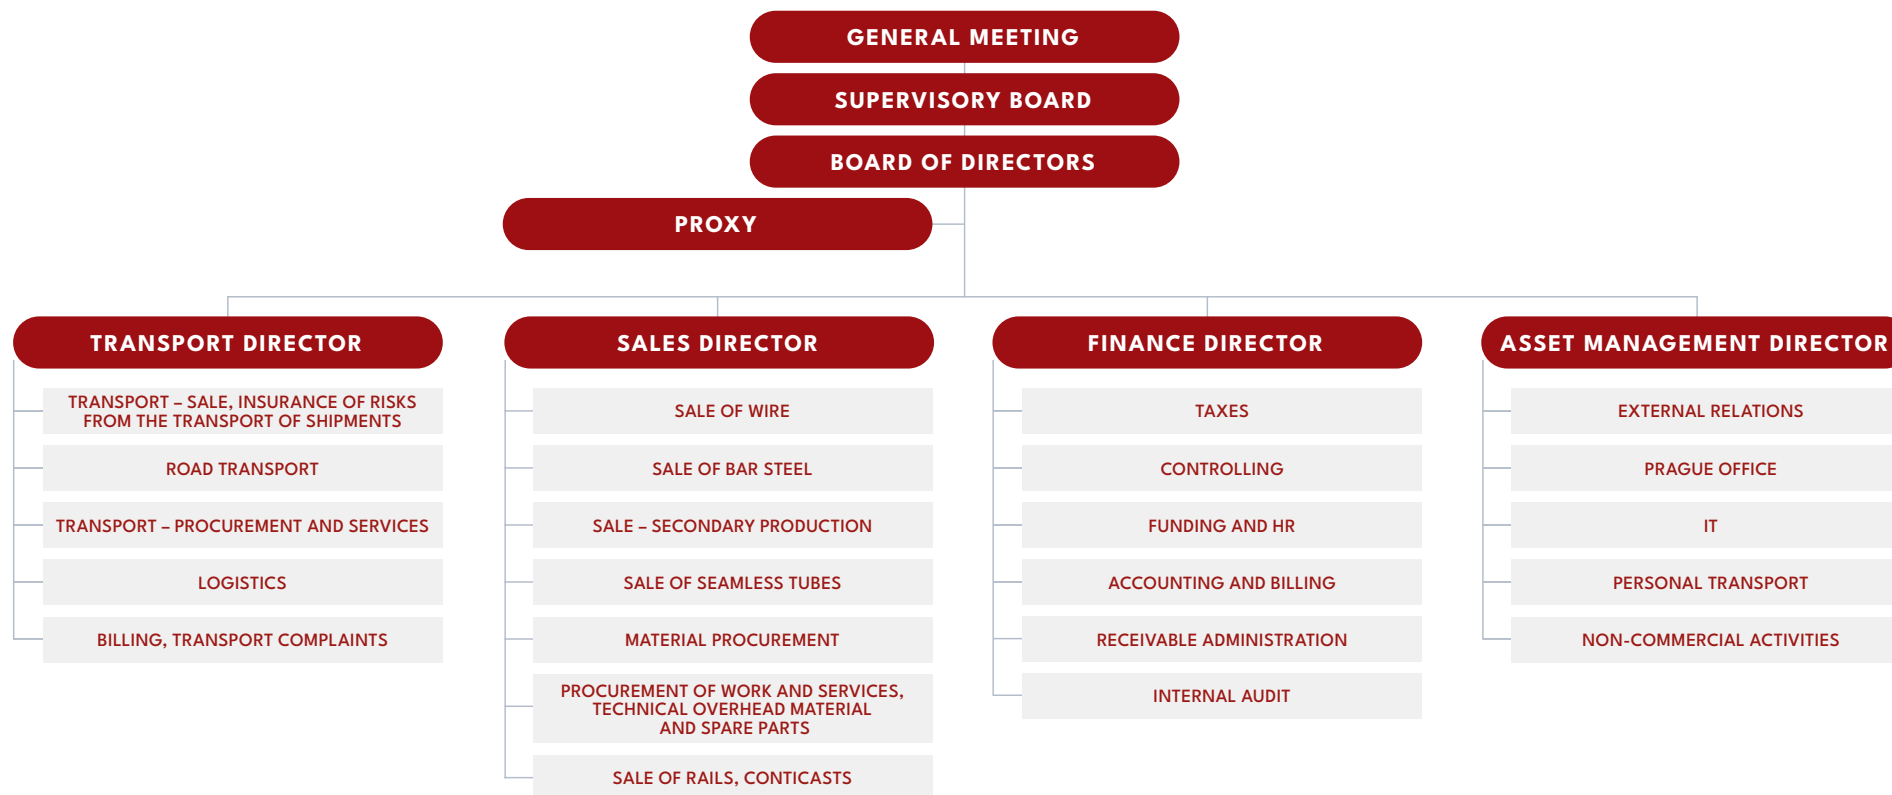 GENERAL MEETING
SUPERVISORY BOARD
BOARD OF DIRECTORS
PROXY
TRANSPORT DIRECTOR
TRANSPORT – SALE, INSURANCE OF RISKS
FROM THE TRANSPORT OF SHIPMENTS
ROAD TRANSPORT
TRANSPORT – PROCUREMENT AND SERVICES
LOGISTICS
BILLING, TRANSPORT COMPLAINTS
SALES DIRECTOR
SALE OF WIRE
SALE OF BAR STEEL
SALE – SECONDARY PRODUCTION
SALE OF SEAMLESS TUBES
MATERIAL PROCUREMENT
PROCUREMENT OF WORK AND SERVICES,
TECHNICAL OVERHEAD MATERIAL
AND SPARE PARTS
SALE OF RAILS, CONTICASTS
FINANCE DIRECTOR
TAXES
CONTROLLING
FUNDING AND HR
ACCOUNTING AND BILLING
RECEIVABLE ADMINISTRATION
INTERNAL AUDIT
ASSET MANAGEMENT DIRECTOR
EXTERNAL RELATIONS
PRAGUE OFFICE
IT
PERSONAL TRANSPORT
NON-COMMERCIAL ACTIVITIES